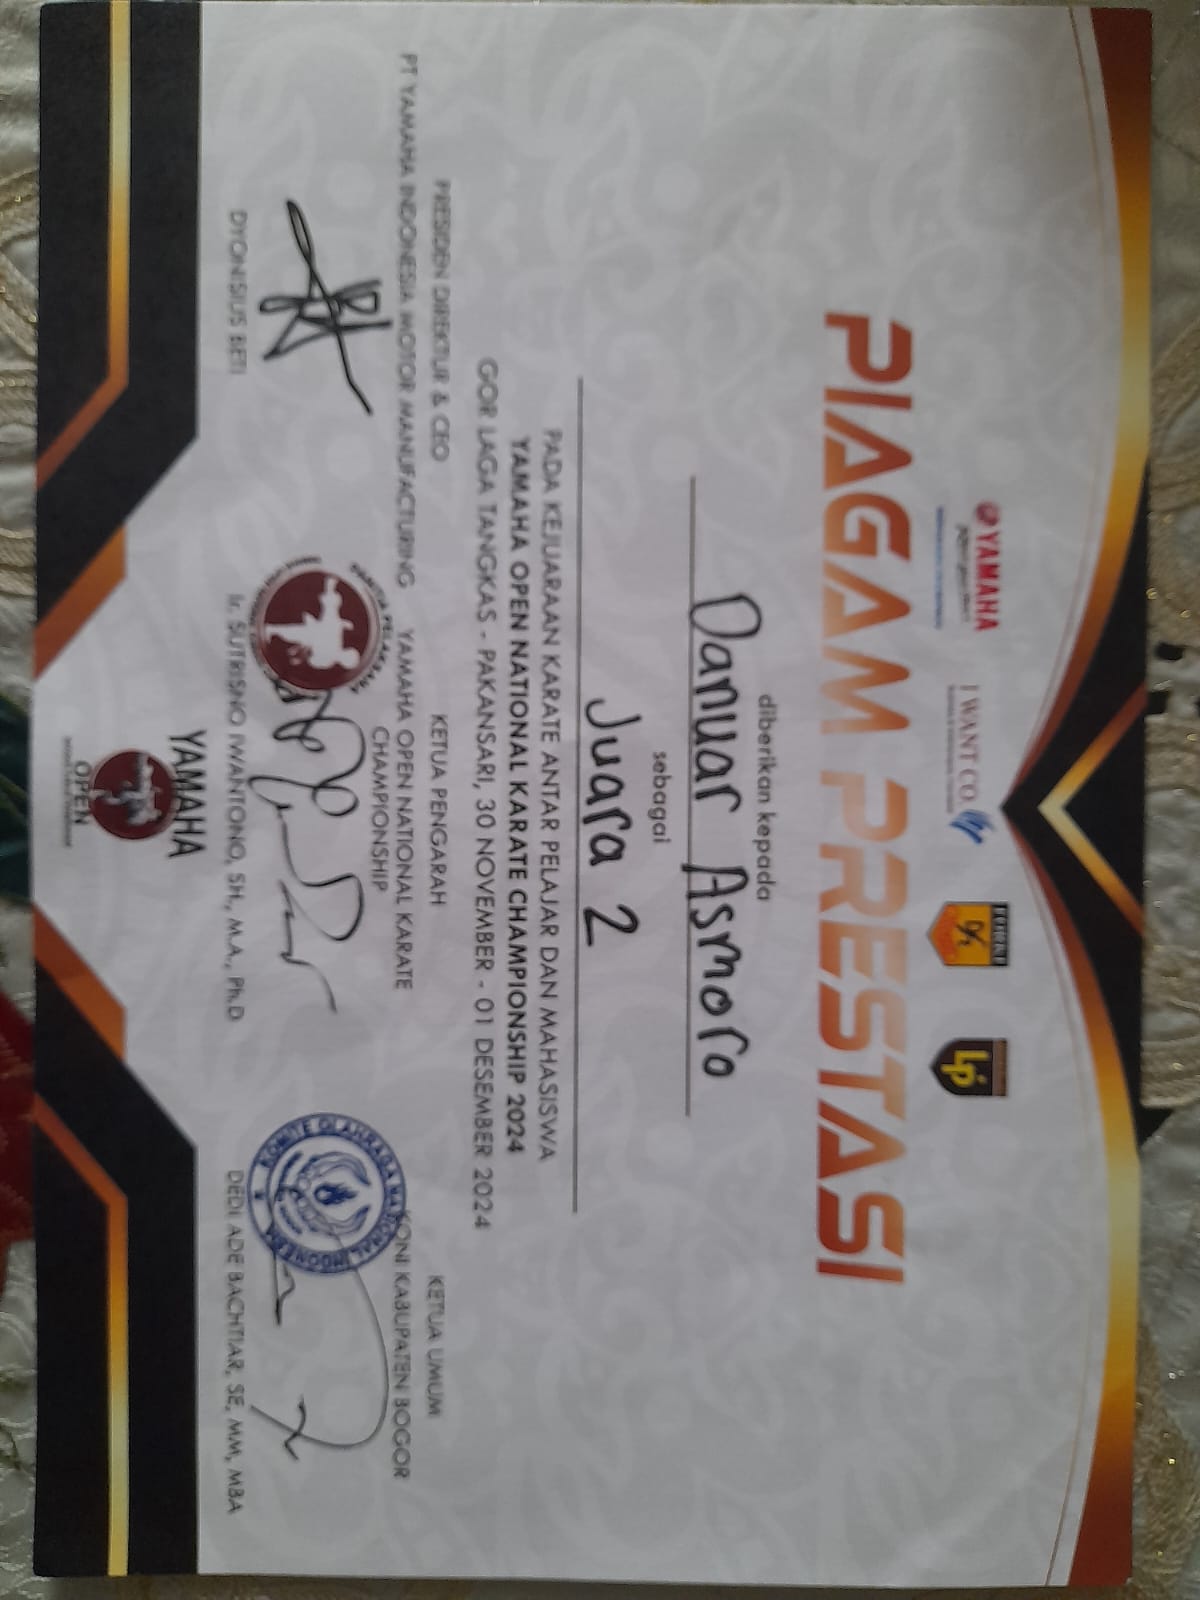 YAMAHA
I WANT CO.
FORKI
LP
PIAGAM PRESTASI
diberikan kepada
Danuar Asmoro
sebagai
Juara 2
PADA KEJUARAAN KARATE ANTAR PELAJAR DAN MAHASISWA
YAMAHA OPEN NATIONAL KARATE CHAMPIONSHIP 2024
GOR LAGA TANGKAS - PAKANSARI, 30 NOVEMBER - 01 DESEMBER 2024
PRESIDEN DIREKTUR & CEO
PT YAMAHA INDONESIA MOTOR MANUFACTURING
DYONISIUS BETI
KETUA PENGARAH
YAMAHA OPEN NATIONAL KARATE
CHAMPIONSHIP
PANITIA PELAKSANA
Ir. SUTRISNO IWANTONO, SH., M.A., Ph.D
KETUA UMUM
KONI KABUPATEN BOGOR
KOMITE OLAHRAGA NASIONAL INDONESIA
DEDI ADE BACHTIAR, SE, MM, MBA
YAMAHA
OPEN